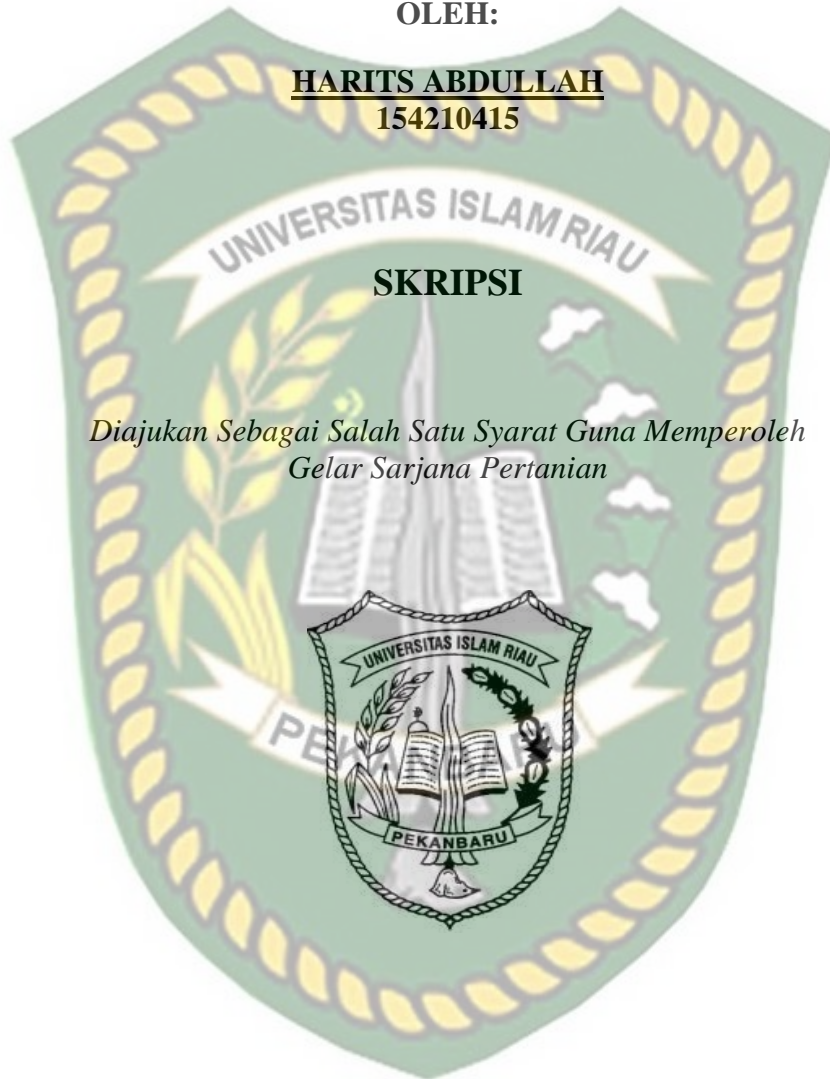 OLEH:
HARITS ABDULLAH
154210415
UNIVERSITAS ISLAM RIAU
SKRIPSI
Diajukan Sebagai Salah Satu Syarat Guna Memperoleh
Gelar Sarjana Pertanian
UNIVERSITAS ISLAM RIAU
PEKANBARU
PEKANBARU